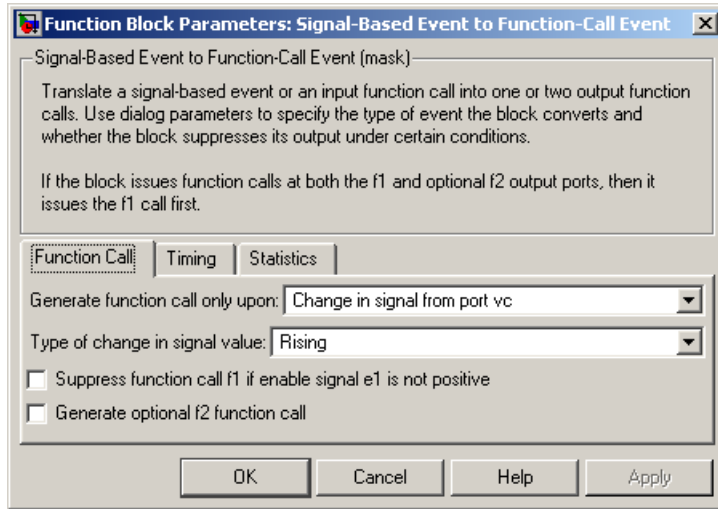 Function Block Parameters: Signal-Based Event to Function-Call Event
Signal-Based Event to Function-Call Event (mask)
Translate a signal-based event or an input function call into one or two output function
calls. Use dialog parameters to specify the type of event the block converts and
whether the block suppresses its output under certain conditions.
If the block issues function calls at both the f1 and optional f2 output ports, then it
issues the f1 call first.
Function Call Timing Statistics
Generate function call only upon: Change in signal from port vc
Type of change in signal value: Rising
Suppress function call f1 if enable signal e1 is not positive
Generate optional f2 function call
OK Cancel Help Apply